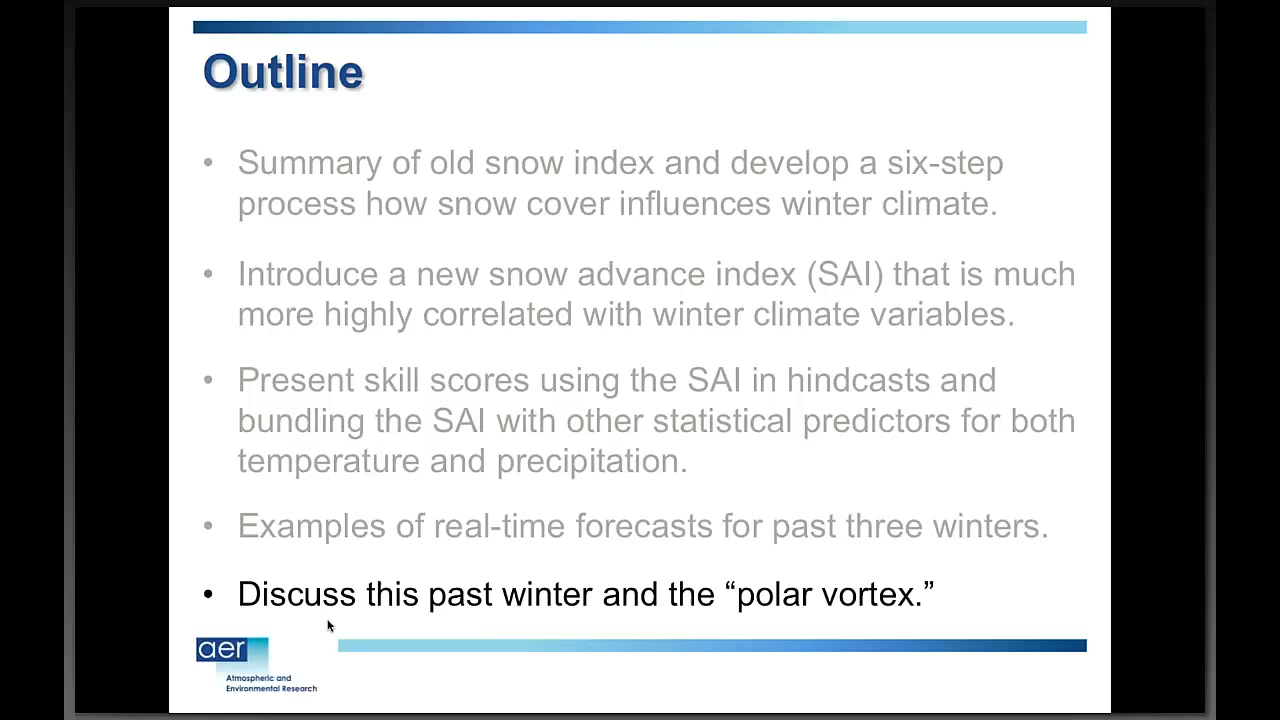 Outline
• Summary of old snow index and develop a six-step
process how snow cover influences winter climate.
• Introduce a new snow advance index (SAI) that is much
more highly correlated with winter climate variables.
• Present skill scores using the SAI in hindcasts and
bundling the SAI with other statistical predictors for both
temperature and precipitation.
• Examples of real-time forecasts for past three winters.
• Discuss this past winter and the “polar vortex.”
aer
Atmospheric and
Environmental Research